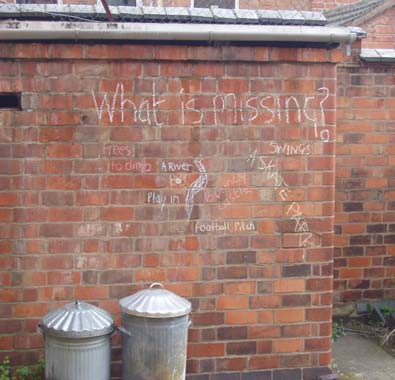 What is missing?
Trees
to climb
A River
to
Play in
SWINGS
A SKATE PARK
Football Pitch